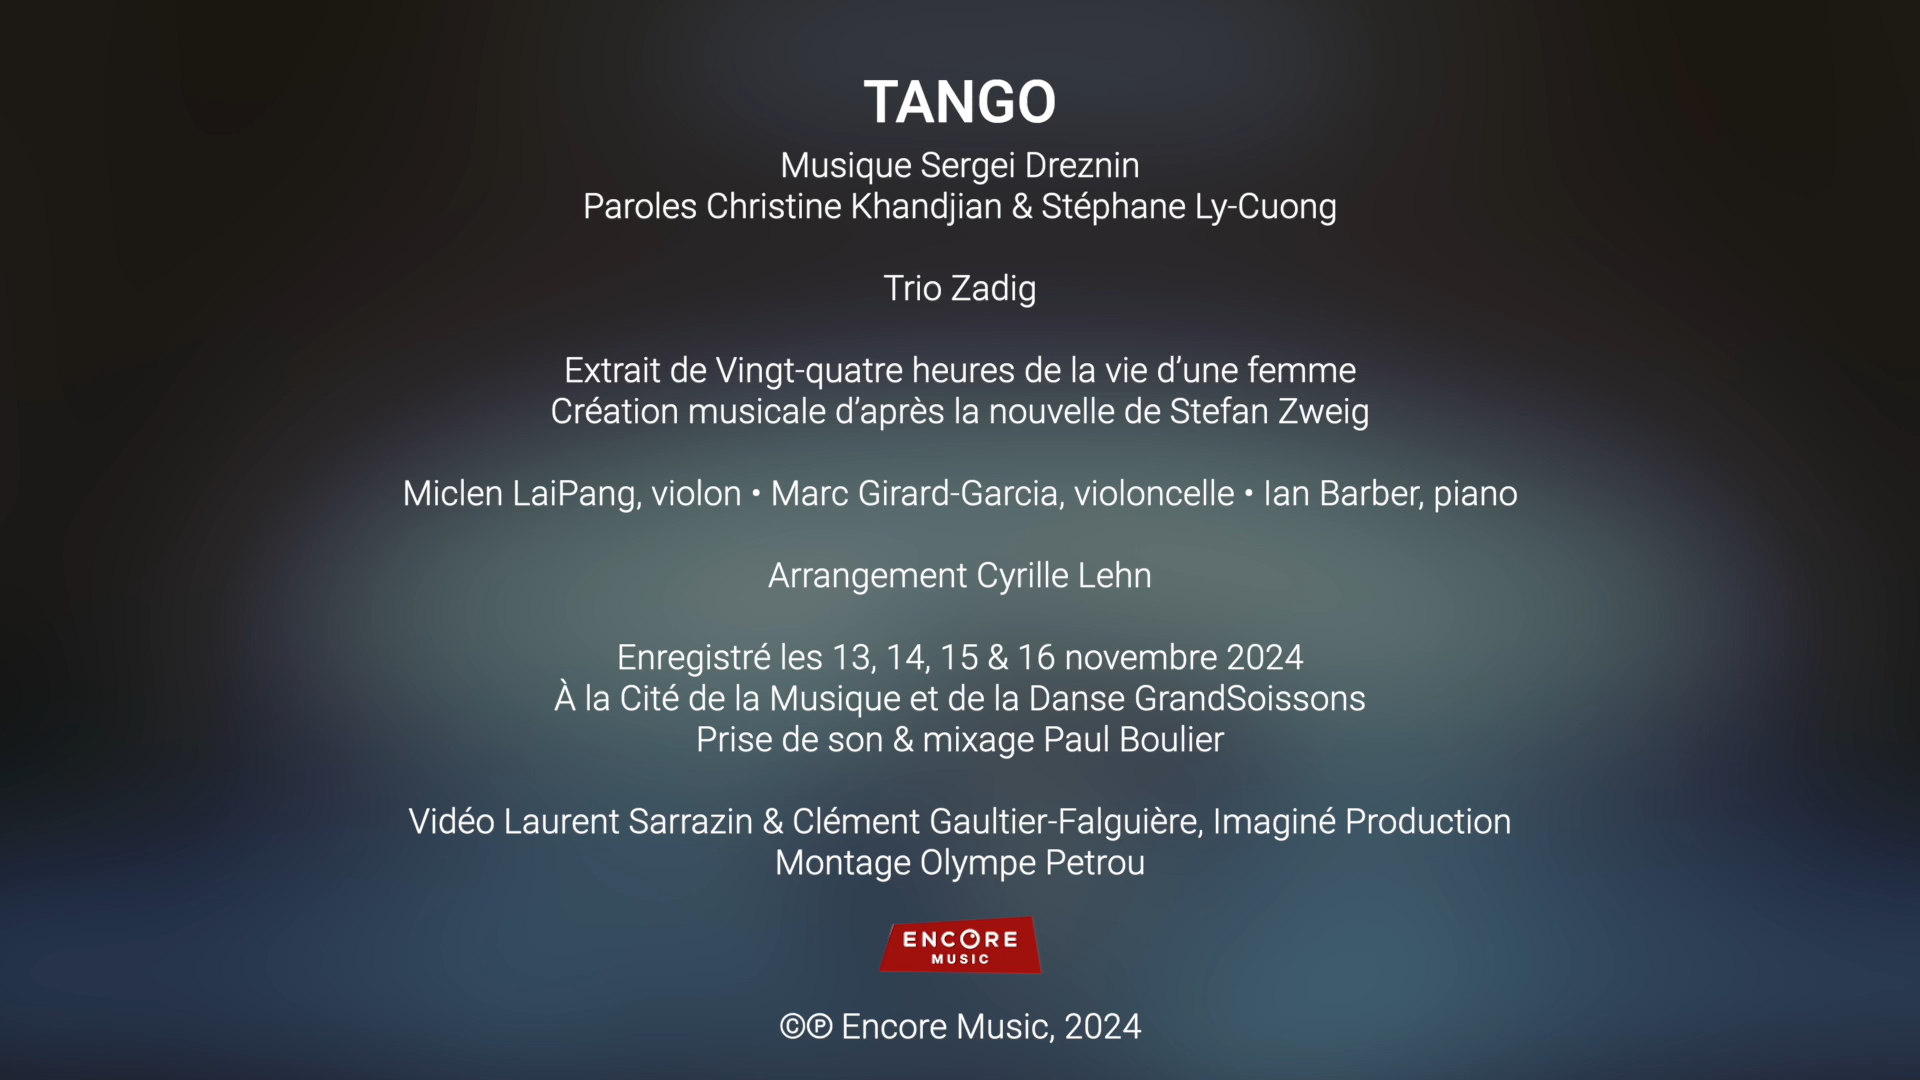 TANGO
Musique Sergei Dreznin
Paroles Christine Khandjian & Stéphane Ly-Cuong
Trio Zadig
Extrait de Vingt-quatre heures de la vie d’une femme
Création musicale d’après la nouvelle de Stefan Zweig
Miclen LaiPang, violon • Marc Girard-Garcia, violoncelle • Ian Barber, piano
Arrangement Cyrille Lehn
Enregistré les 13, 14, 15 & 16 novembre 2024
À la Cité de la Musique et de la Danse GrandSoissons
Prise de son & mixage Paul Boulier
Vidéo Laurent Sarrazin & Clément Gaultier-Falguière, Imaginé Production
Montage Olympe Petrou
ENCORE
MUSIC
©℗ Encore Music, 2024